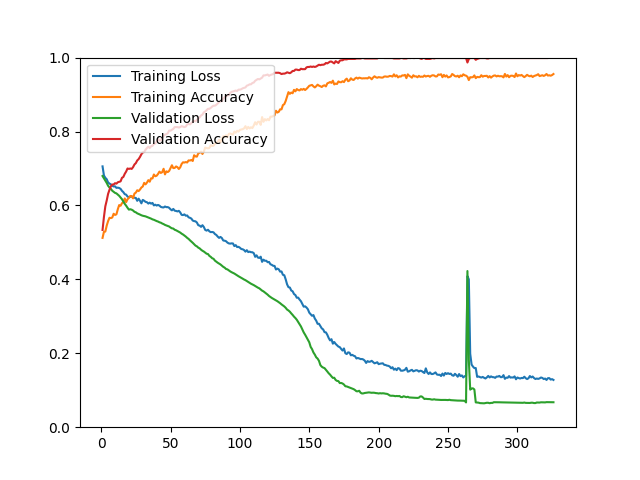 1.0
Training Loss
Training Accuracy
Validation Loss
Validation Accuracy
0.8
0.6
0.4
0.2
0.0
0 50 100 150 200 250 300